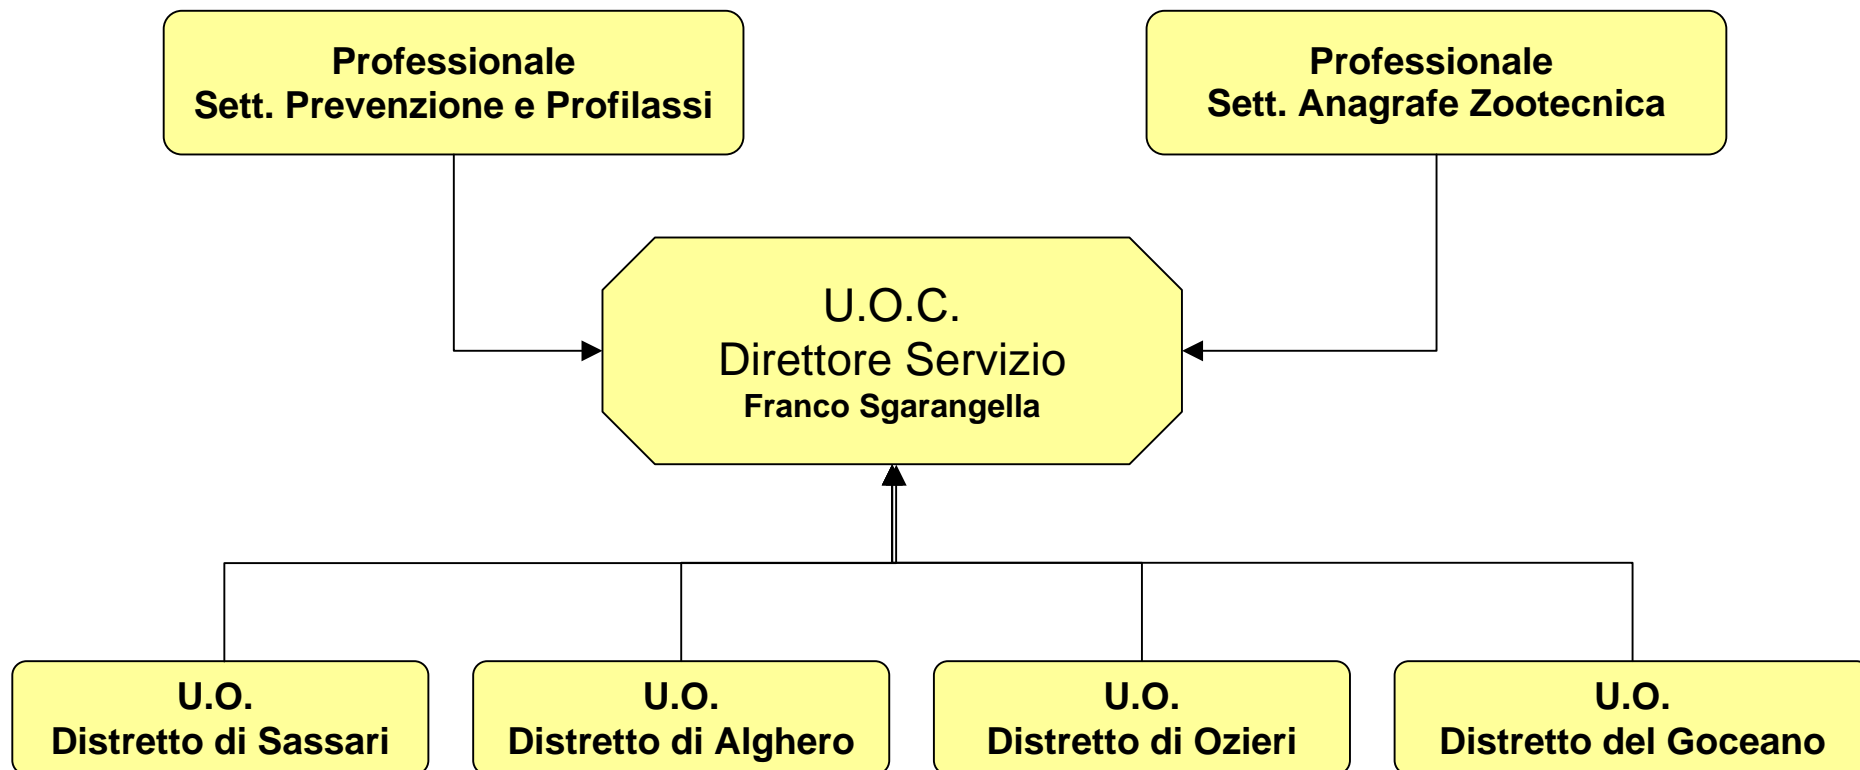 Professionale
Sett. Prevenzione e Profilassi
Professionale
Sett. Anagrafe Zootecnica
U.O.C.
Direttore Servizio
Franco Sgarangella
U.O.
Distretto di Sassari
U.O.
Distretto di Alghero
U.O.
Distretto di Ozieri
U.O.
Distretto del Goceano